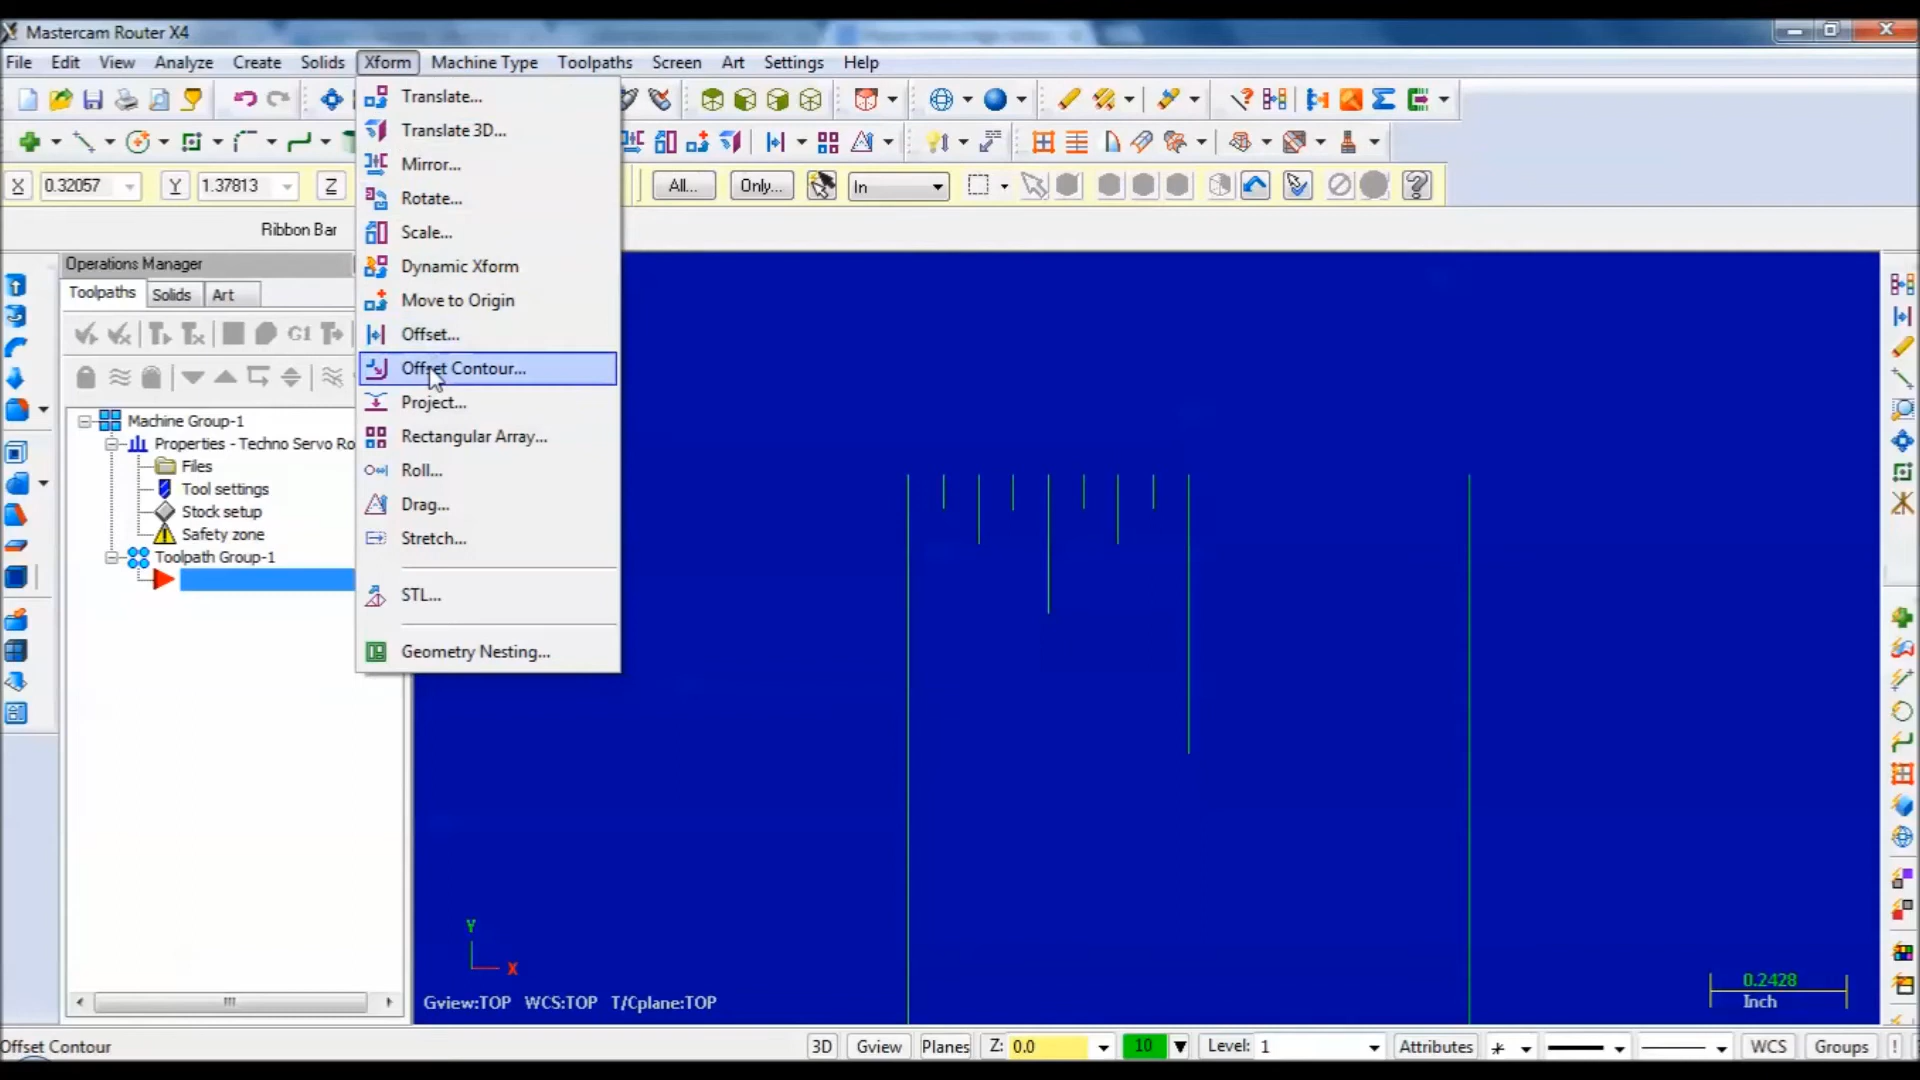 Mastercam Router X4
File Edit View Analyze Create Solids Xform Machine Type Toolpaths Screen Art Settings Help
X 0.32057 Y 1.37813 Z All... Only... In
Ribbon Bar
Translate...
Translate 3D...
Mirror...
Rotate...
Scale...
Dynamic Xform
Move to Origin
Offset...
Offset Contour...
Project...
Rectangular Array...
Roll...
Drag...
Stretch...
STL...
Geometry Nesting...
Operations Manager
Toolpaths Solids Art
G1
Machine Group-1
Properties - Techno Servo Ro
Files
Tool settings
Stock setup
Safety zone
Toolpath Group-1
Y
X
Gview:TOP WCS:TOP T/Cplane:TOP
0.2428
Inch
Offset Contour 3D Gview Planes Z: 0.0 10 Level: 1 Attributes WCS Groups !